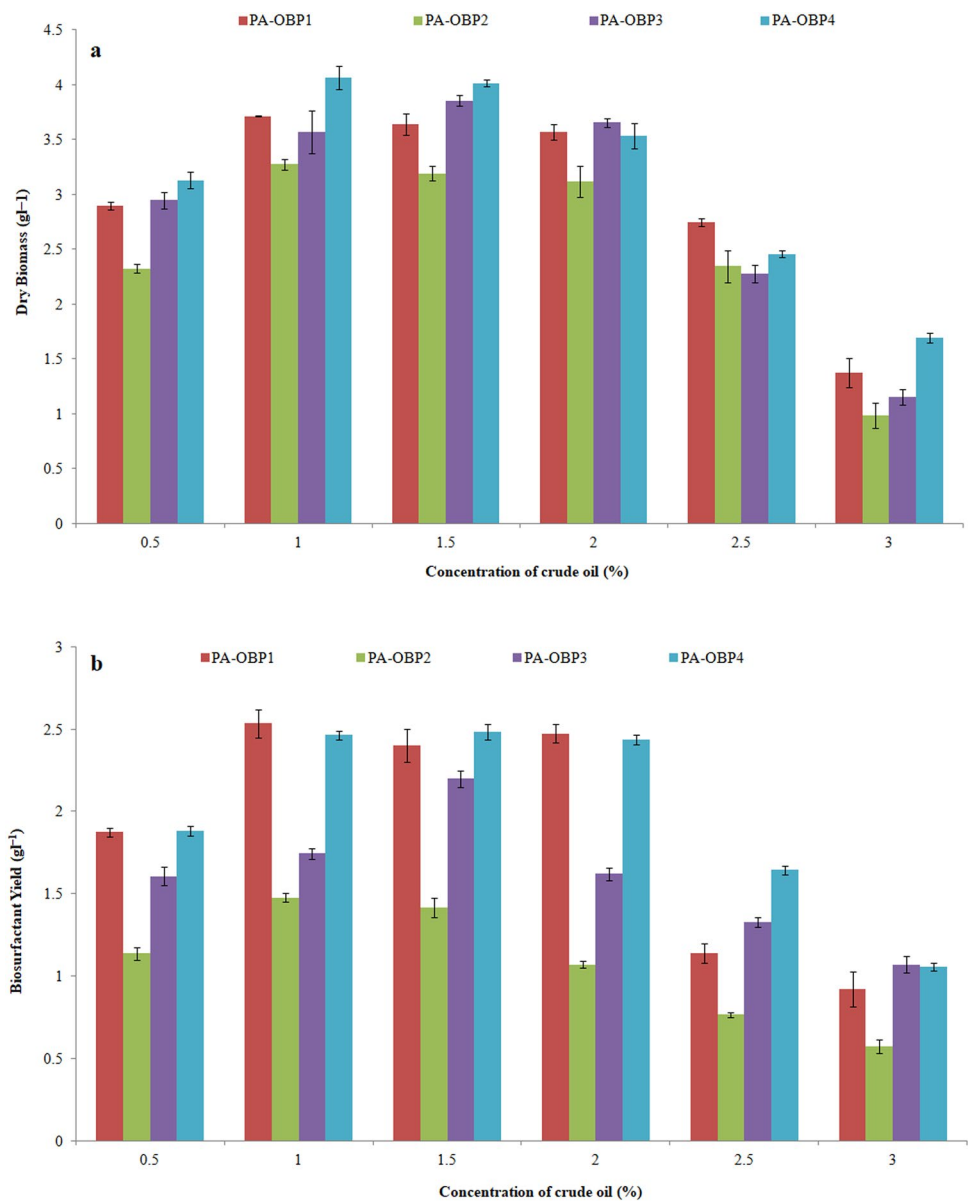 PA-OBP1 PA-OBP2 PA-OBP3 PA-OBP4
a
4.5
4
3.5
3
2.5
2
1.5
1
0.5
0
Dry Biomass (gl−1)
0.5 1 1.5 2 2.5 3
Concentration of crude oil (%)
b
PA-OBP1 PA-OBP2 PA-OBP3 PA-OBP4
3
2.5
2
1.5
1
0.5
0
Biosurfactant Yield (gl⁻¹)
0.5 1 1.5 2 2.5 3
Concentration of crude oil (%)